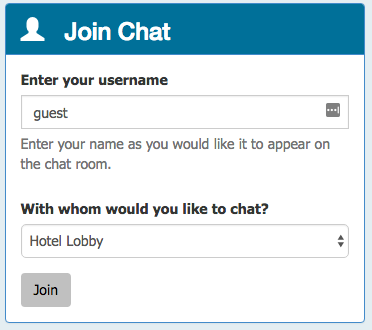 Join Chat
Enter your username
guest
Enter your name as you would like it to appear on
the chat room.
With whom would you like to chat?
Hotel Lobby
Join